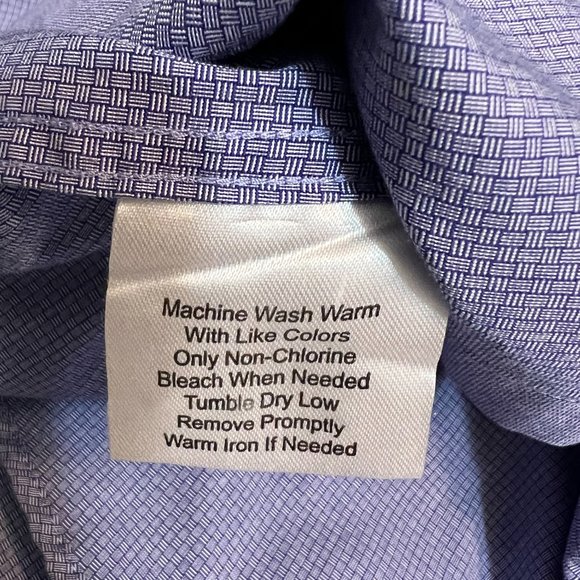 Machine Wash Warm
With Like Colors
Only Non-Chlorine
Bleach When Needed
Tumble Dry Low
Remove Promptly
Warm Iron If Needed